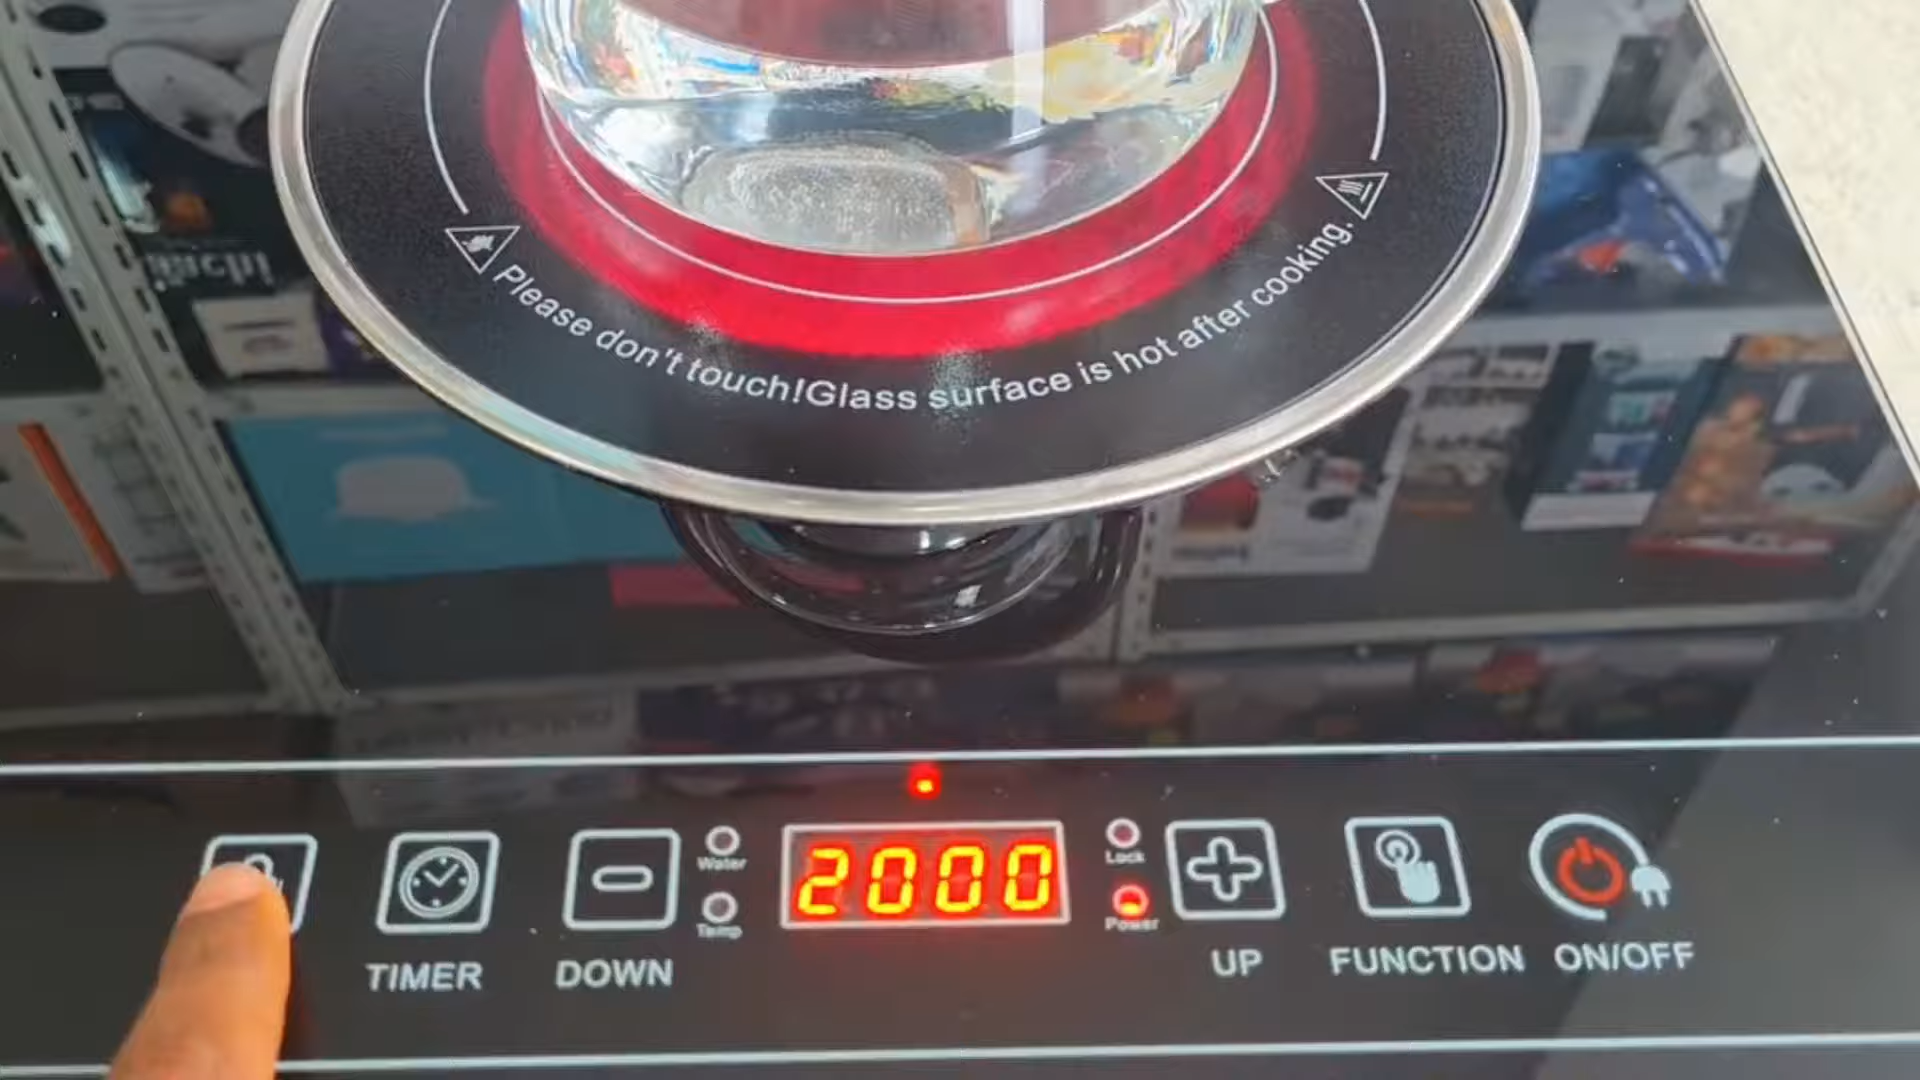 Please don't touch!Glass surface is hot after cooking.
Water
2000
Lock
Temp
Power
TIMER
DOWN
UP
FUNCTION
ON/OFF